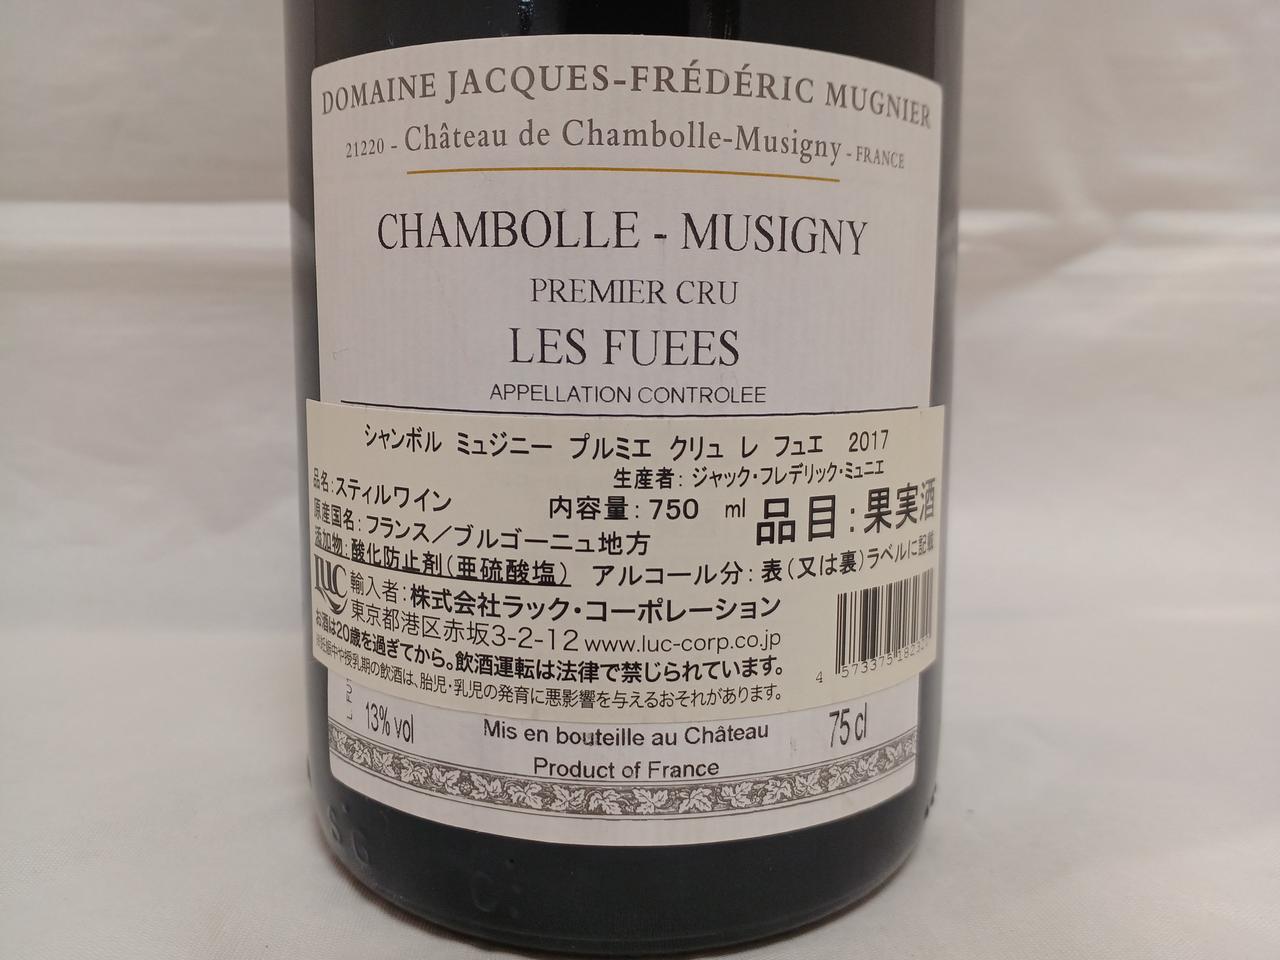 DOMAINE JACQUES-FRÉDÉRIC MUGNIER
21220 - Château de Chambolle-Musigny - FRANCE
CHAMBOLLE - MUSIGNY
PREMIER CRU
LES FUEES
APPELLATION CONTROLEE
シャンボル ミュジニー プルミエ クリュ レ フュエ 2017
生産者: ジャック・フレデリック・ミュニエ
品名: スティルワイン
内容量: 750 ml
品目: 果実酒
原産国名: フランス/ブルゴーニュ地方
添加物: 酸化防止剤(亜硫酸塩)
アルコール分: 表(又は裏)ラベルに記載
LUC
輸入者: 株式会社ラック・コーポレーション
東京都港区赤坂3-2-12 www.luc-corp.co.jp
お酒は20歳を過ぎてから。飲酒運転は法律で禁じられています。
※妊娠中や授乳期の飲酒は、胎児・乳児の発育に悪影響を与えるおそれがあります。
13% vol
Mis en bouteille au Château
75 cl
Product of France